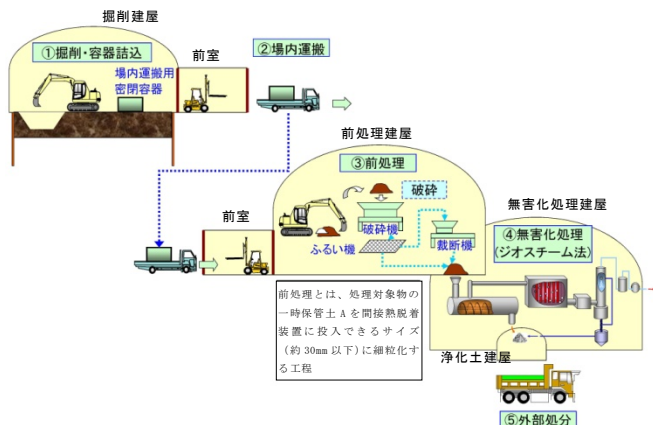 掘削建屋
①掘削・容器詰込
場内運搬用
密閉容器
前室
②場内運搬
前処理建屋
③前処理
破砕
破砕機
ふるい機
裁断機
前室
無害化処理建屋
④無害化処理
(ジオスチーム法)
前処理とは、処理対象物の
一時保管土Aを間接熱脱着
装置に投入できるサイズ
(約30mm以下)に細粒化す
る工程
浄化土建屋
⑤外部処分